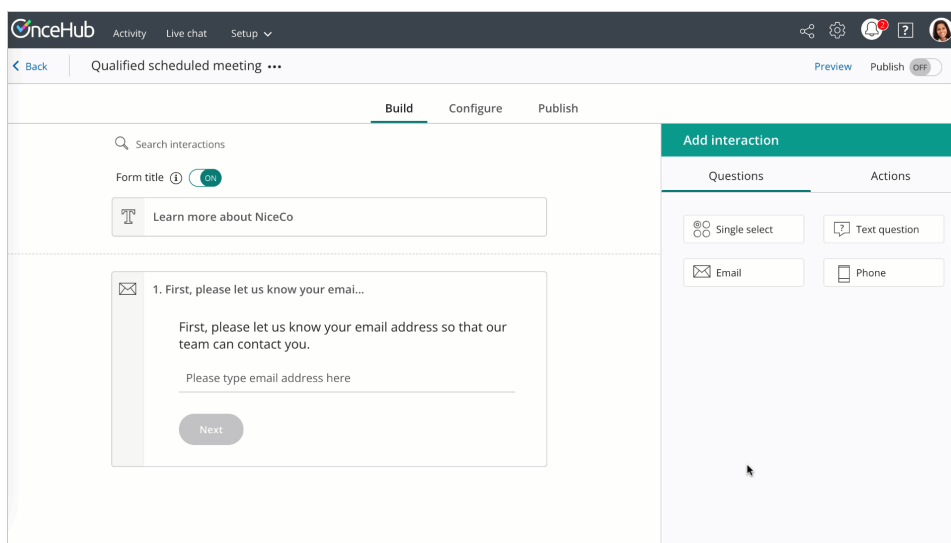 OnceHub Activity Live chat Setup 2 ?
Back Qualified scheduled meeting ••• Preview Publish OFF
Build Configure Publish
Search interactions
Form title i ON
T Learn more about NiceCo
1. First, please let us know your emai...
First, please let us know your email address so that our
team can contact you.
Please type email address here
Next
Add interaction
Questions Actions
Single select ? Text question
Email Phone